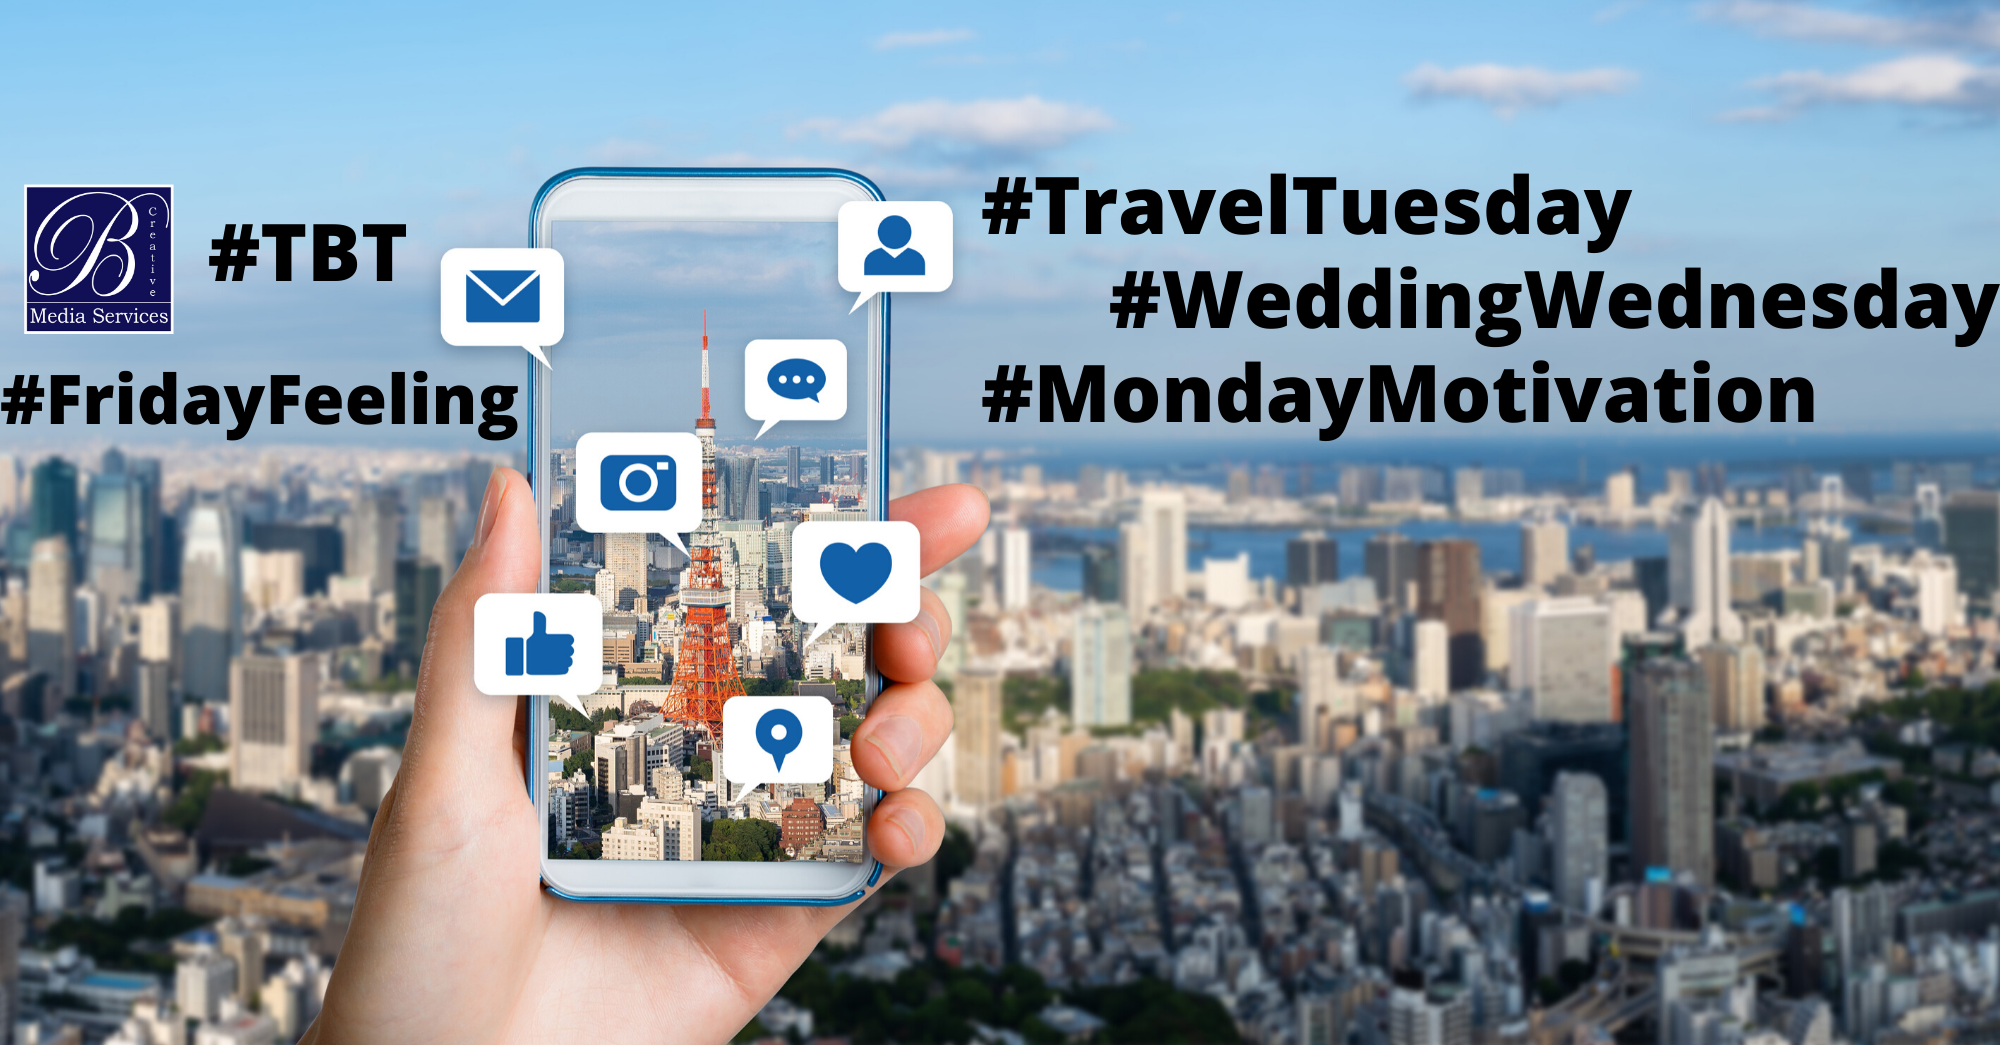 B
Creative
Media Services
#TBT
#FridayFeeling
#TravelTuesday
#WeddingWednesday
#MondayMotivation